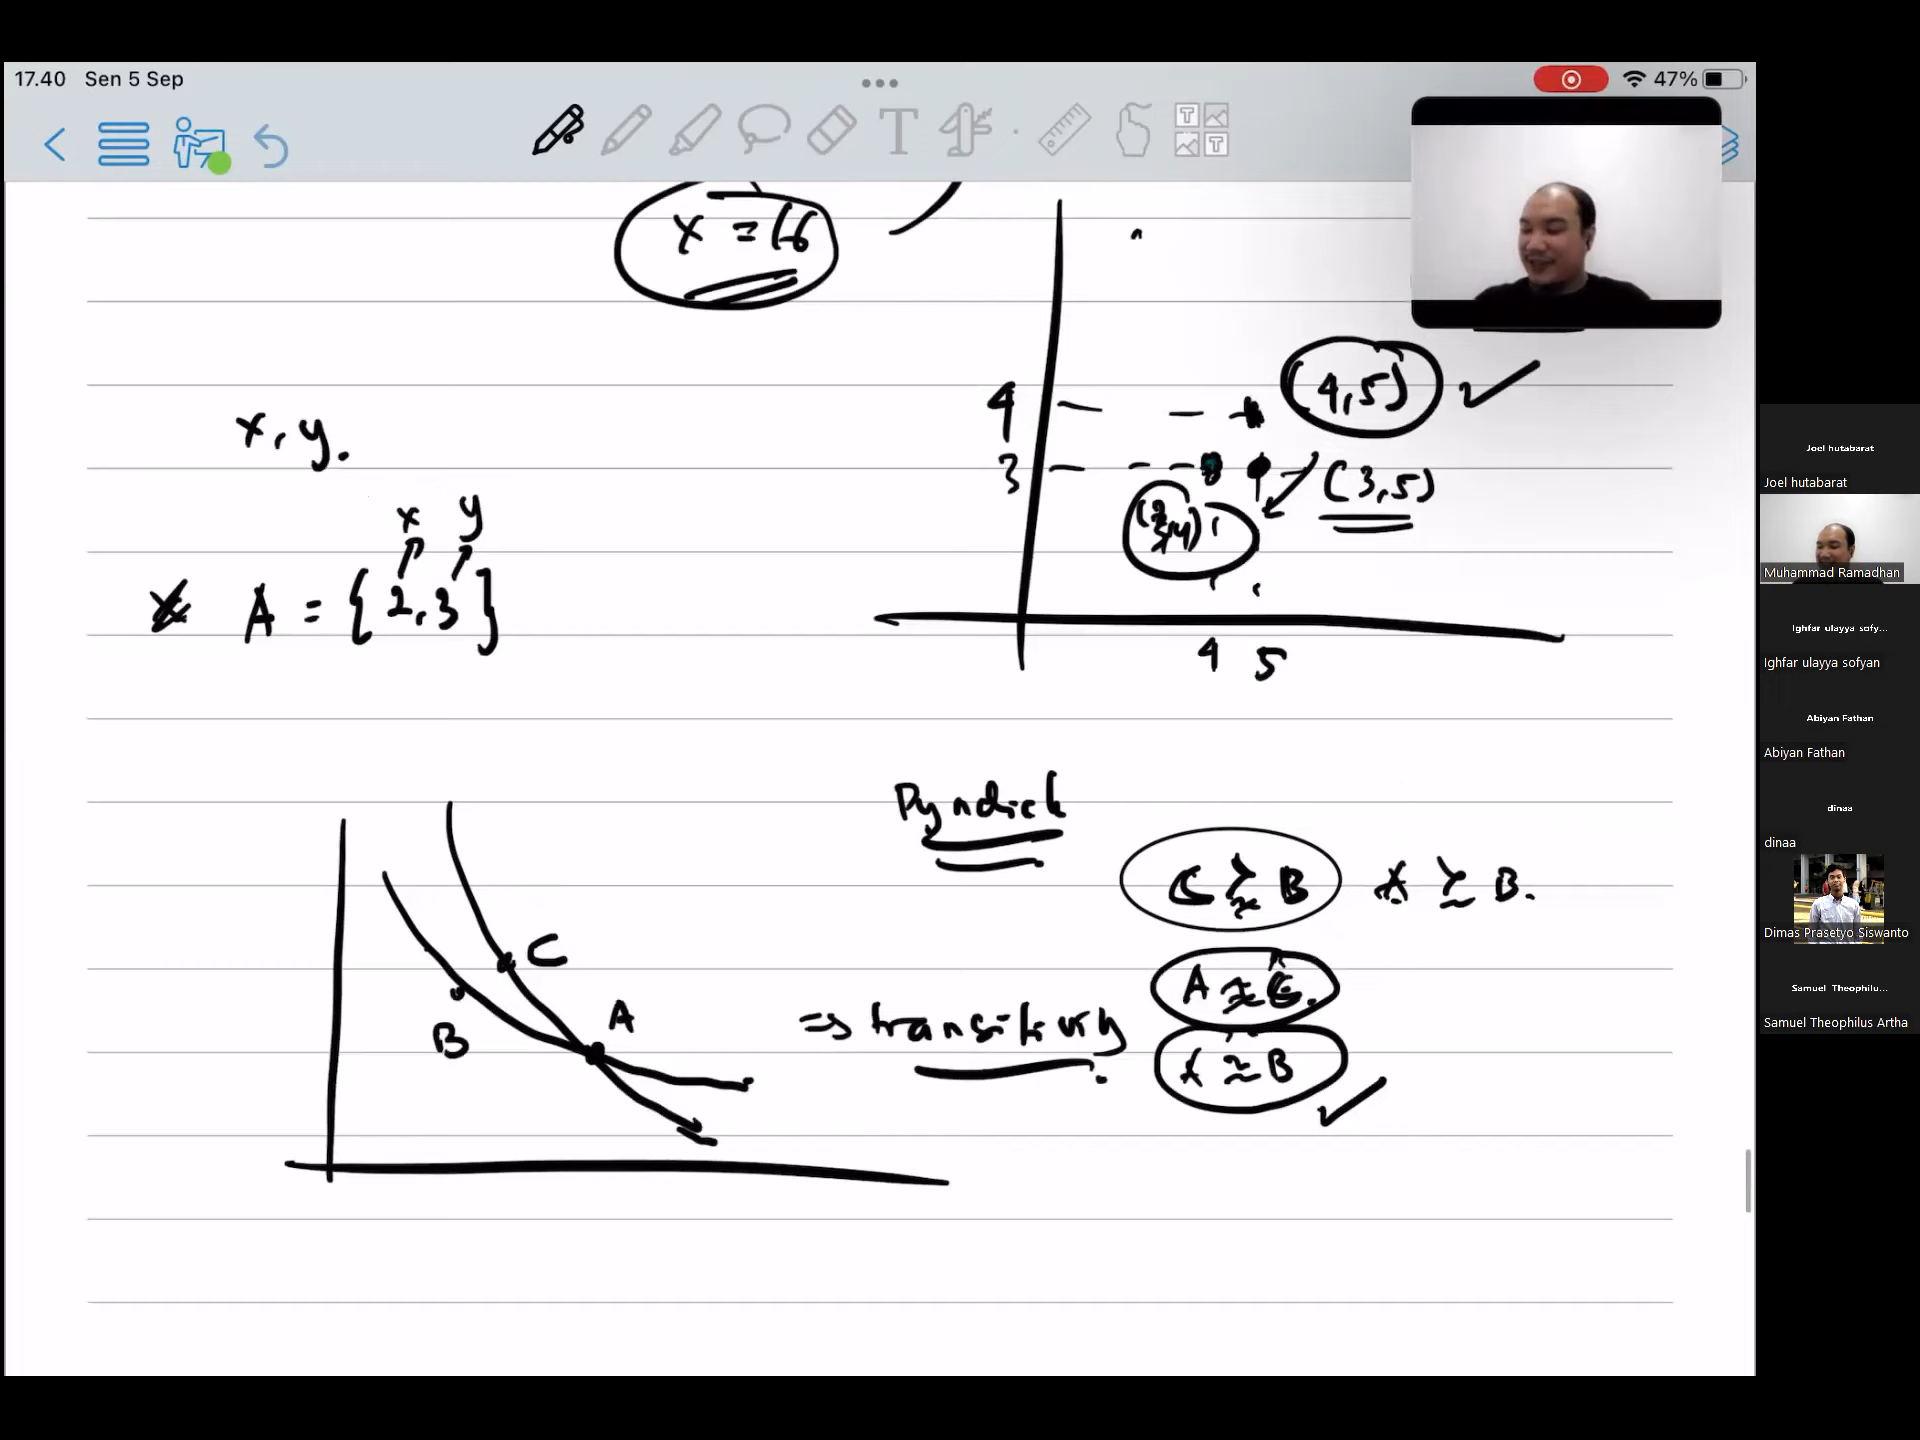 17.40 Sen 5 Sep
47%
T
T
T
x = 16
x, y.
x y
A = { 2, 3 }
4
3
(4,5)
(3,5)
4 5
Pyndick
C ≿ B A ≿ B.
⇒ transitivity
A ≃ B
C
B
A
Joel hutabarat
Joel hutabarat
Muhammad Ramadhan
Ighfar ulayya sofy...
Ighfar ulayya sofyan
Abiyan Fathan
Abiyan Fathan
dinaa
dinaa
Dimas Prasetyo Siswanto
Samuel Theophilu...
Samuel Theophilus Artha